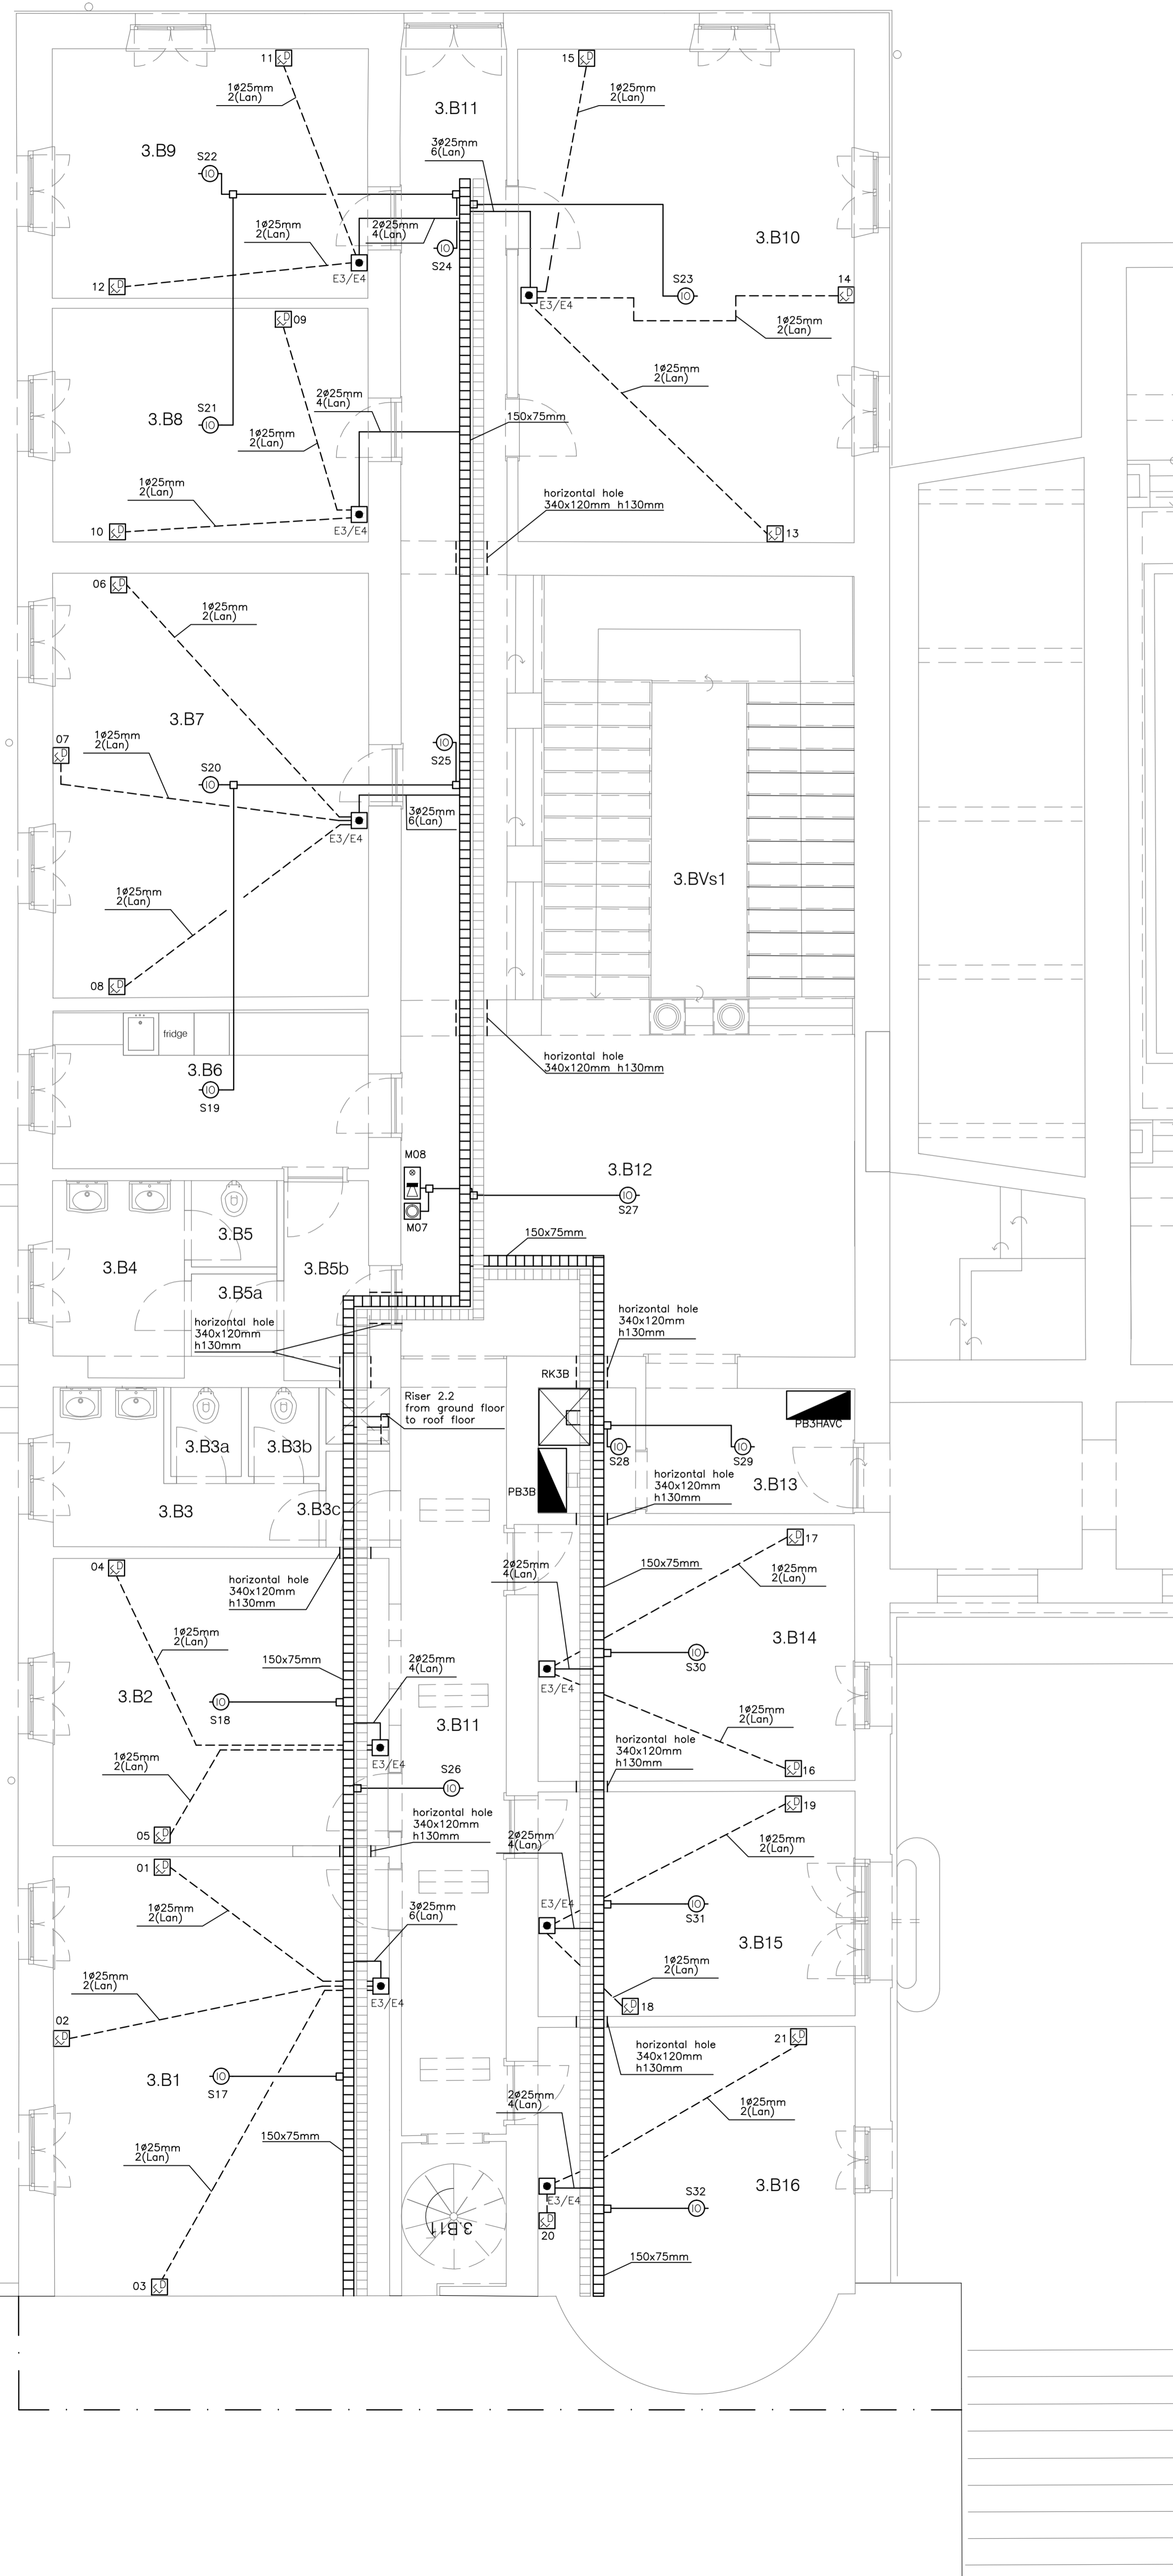 11
1ø25mm
2(Lan)
15
1ø25mm
2(Lan)
3.B11
3ø25mm
6(Lan)
3.B9
S22
1ø25mm
2(Lan)
2ø25mm
4(Lan)
S24
3.B10
12
E3/E4
S23
14
E3/E4
1ø25mm
2(Lan)
09
1ø25mm
2(Lan)
2ø25mm
4(Lan)
3.B8
S21
150x75mm
1ø25mm
2(Lan)
1ø25mm
2(Lan)
horizontal hole
340x120mm h130mm
10
E3/E4
13
06
1ø25mm
2(Lan)
3.B7
07
1ø25mm
2(Lan)
S20
S25
3ø25mm
6(Lan)
E3/E4
3.BVs1
1ø25mm
2(Lan)
08
fridge
horizontal hole
340x120mm h130mm
3.B6
S19
M08
3.B12
M07
S27
3.B5
150x75mm
3.B4
3.B5b
3.B5a
horizontal hole
340x120mm
h130mm
horizontal hole
340x120mm
h130mm
RK3B
Riser 2.2
from ground floor
to roof floor
PB3HAVC
3.B3a
3.B3b
S28
S29
horizontal hole
340x120mm
h130mm
3.B13
PB3B
3.B3
3.B3c
17
04
2ø25mm
4(Lan)
150x75mm
1ø25mm
2(Lan)
horizontal hole
340x120mm
h130mm
1ø25mm
2(Lan)
3.B14
150x75mm
2ø25mm
4(Lan)
S30
E3/E4
3.B2
S18
3.B11
1ø25mm
2(Lan)
horizontal hole
340x120mm
h130mm
1ø25mm
2(Lan)
E3/E4
16
S26
19
horizontal hole
340x120mm
h130mm
05
2ø25mm
4(Lan)
1ø25mm
2(Lan)
01
1ø25mm
2(Lan)
3ø25mm
6(Lan)
E3/E4
S31
3.B15
1ø25mm
2(Lan)
1ø25mm
2(Lan)
E3/E4
18
02
21
horizontal hole
340x120mm
h130mm
3.B1
S17
2ø25mm
4(Lan)
1ø25mm
2(Lan)
150x75mm
1ø25mm
2(Lan)
3.B16
E3/E4
S32
3.B11
20
150x75mm
03